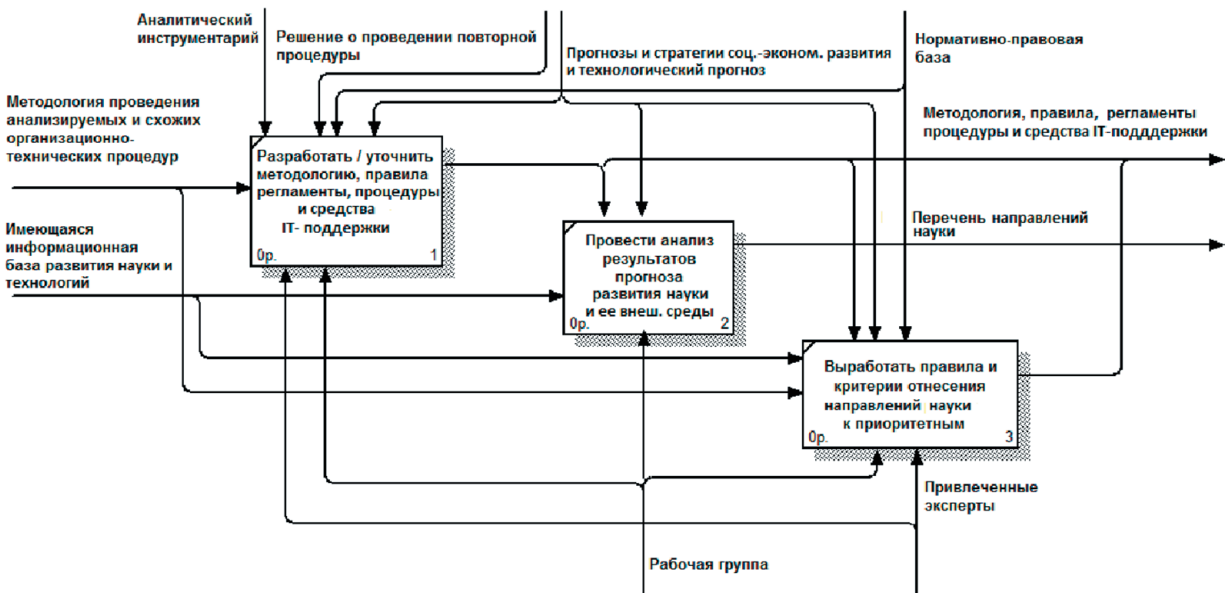 Аналитический
инструментарий
Решение о проведении повторной
процедуры
Прогнозы и стратегии соц.-эконом. развития
и технологический прогноз
Нормативно-правовая
база
Методология проведения
анализируемых и схожих
организационно-
технических процедур
Методология, правила, регламенты
процедуры и средства IT-подддержки
Разработать / уточнить
методологию, правила
регламенты, процедуры
и средства
IT- поддержки
0р.
1
Имеющаяся
информационная
база развития науки и
технологий
Перечень направлений
науки
Провести анализ
результатов
прогноза
развития науки
и ее внеш. среды
0р.
2
Выработать правила и
критерии отнесения
направлений науки
к приоритетным
0р.
3
Привлеченные
эксперты
Рабочая группа